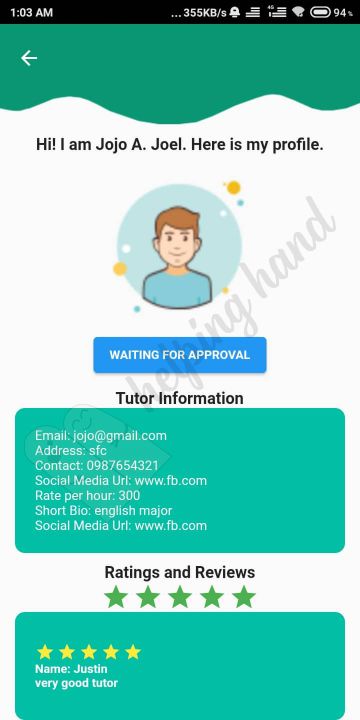 1:03 AM ... 355KB/s 4G 94 %
Hi! I am Jojo A. Joel. Here is my profile.
helping hand
WAITING FOR APPROVAL
Tutor Information
Email: jojo@gmail.com
Address: sfc
Contact: 0987654321
Social Media Url: www.fb.com
Rate per hour: 300
Short Bio: english major
Social Media Url: www.fb.com
Ratings and Reviews
Name: Justin
very good tutor